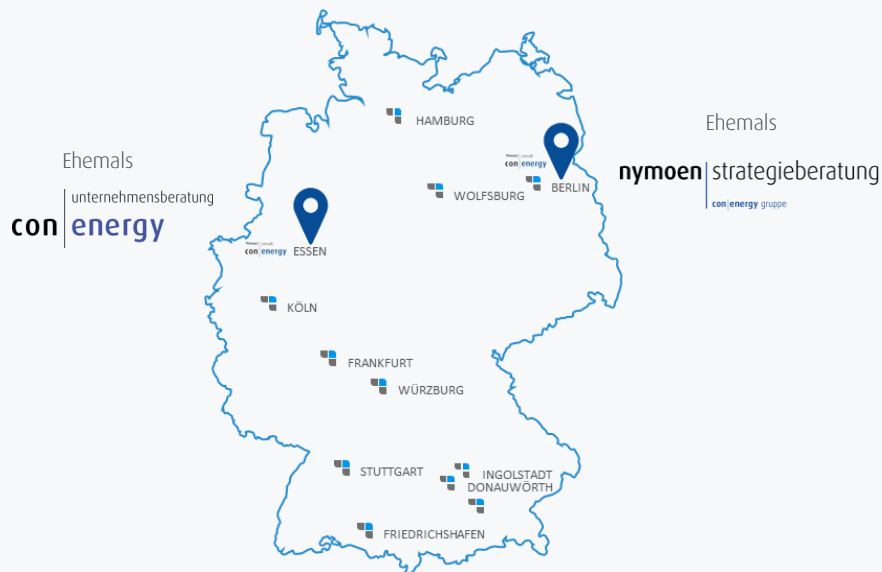 HAMBURG
Ehemals
nymoen strategieberatung
con energy gruppe
Ehemals
unternehmensberatung
con energy
con energy
BERLIN
WOLFSBURG
con energy
ESSEN
KÖLN
FRANKFURT
WÜRZBURG
STUTTGART
INGOLSTADT
DONAUWÖRTH
FRIEDRICHSHAFEN